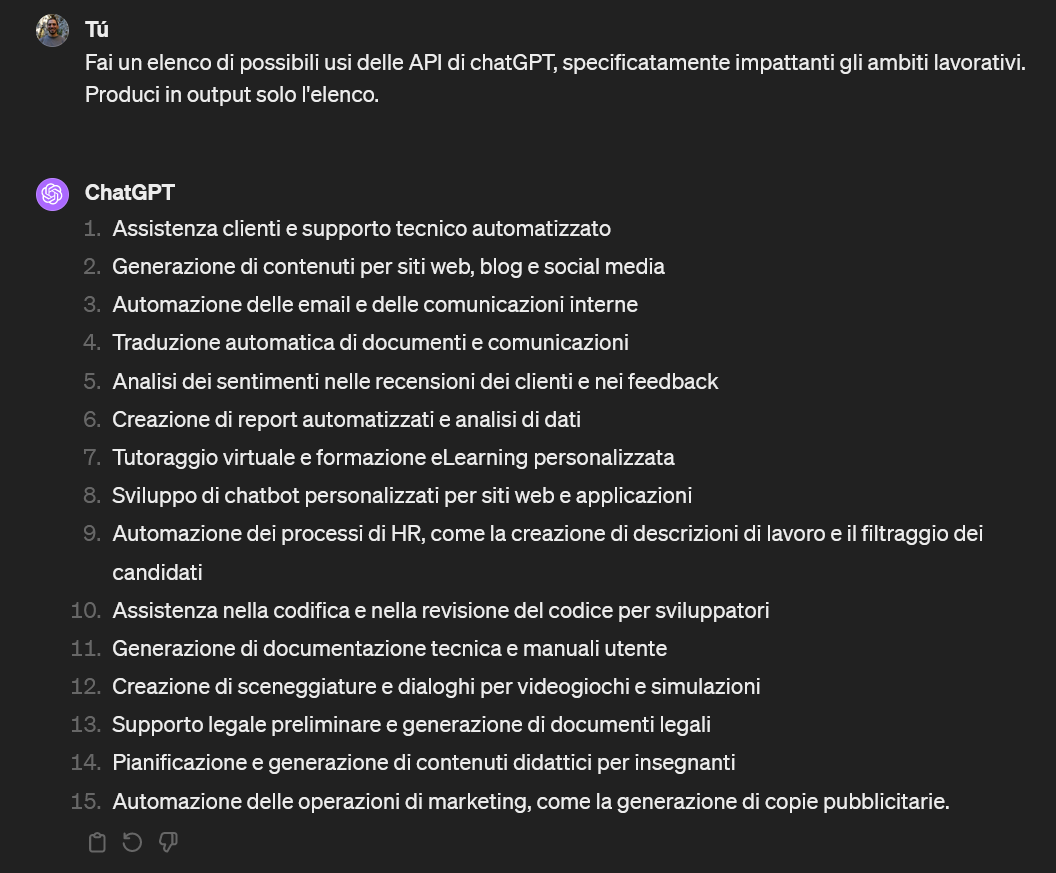 Tú
Fai un elenco di possibili usi delle API di chatGPT, specificatamente impattanti gli ambiti lavorativi.
Produci in output solo l'elenco.
ChatGPT
1. Assistenza clienti e supporto tecnico automatizzato
2. Generazione di contenuti per siti web, blog e social media
3. Automazione delle email e delle comunicazioni interne
4. Traduzione automatica di documenti e comunicazioni
5. Analisi dei sentimenti nelle recensioni dei clienti e nei feedback
6. Creazione di report automatizzati e analisi di dati
7. Tutoraggio virtuale e formazione eLearning personalizzata
8. Sviluppo di chatbot personalizzati per siti web e applicazioni
9. Automazione dei processi di HR, come la creazione di descrizioni di lavoro e il filtraggio dei
candidati
10. Assistenza nella codifica e nella revisione del codice per sviluppatori
11. Generazione di documentazione tecnica e manuali utente
12. Creazione di sceneggiature e dialoghi per videogiochi e simulazioni
13. Supporto legale preliminare e generazione di documenti legali
14. Pianificazione e generazione di contenuti didattici per insegnanti
15. Automazione delle operazioni di marketing, come la generazione di copie pubblicitarie.